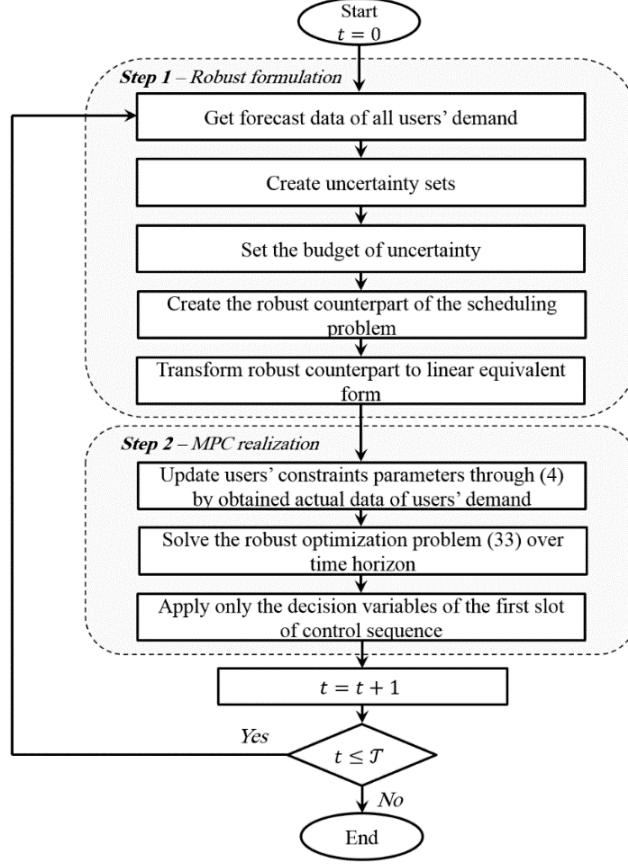 Start
t = 0
Step 1 – Robust formulation
Get forecast data of all users’ demand
Create uncertainty sets
Set the budget of uncertainty
Create the robust counterpart of the scheduling
problem
Transform robust counterpart to linear equivalent
form
Step 2 – MPC realization
Update users’ constraints parameters through (4)
by obtained actual data of users’ demand
Solve the robust optimization problem (33) over
time horizon
Apply only the decision variables of the first slot
of control sequence
t = t + 1
Yes
t ≤ 𝒯
No
End